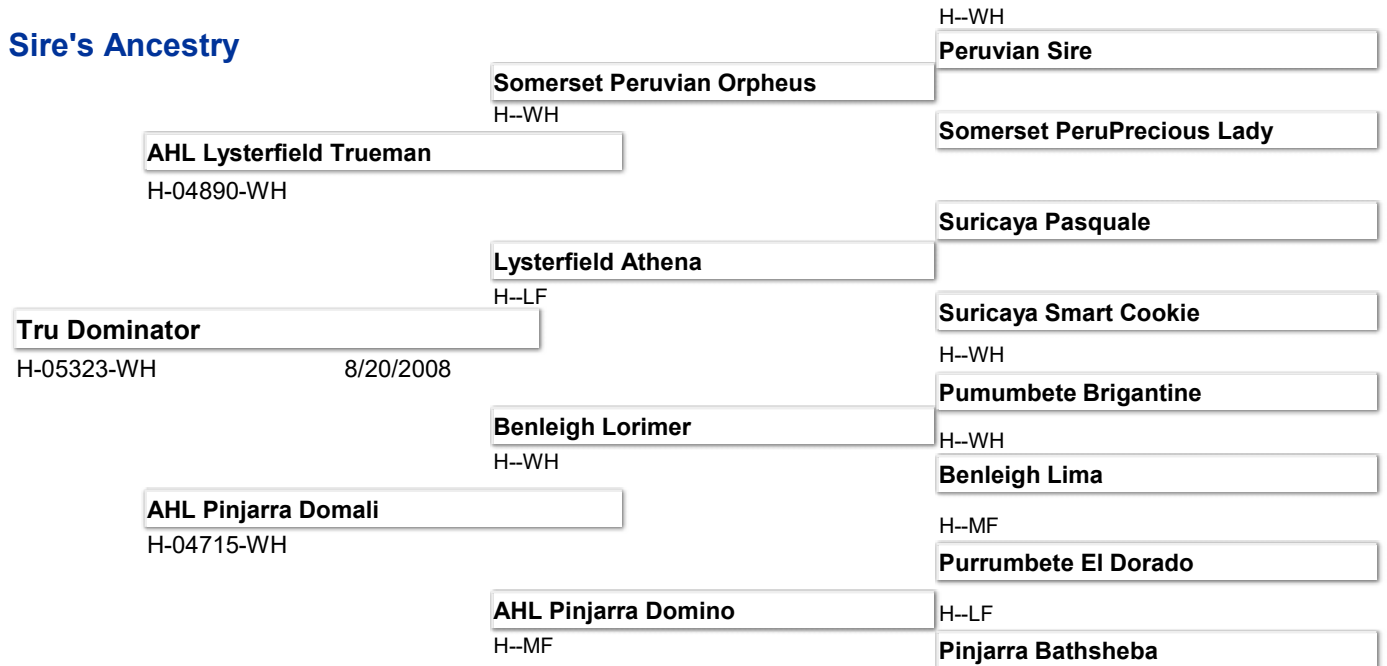 H--WH
Sire's Ancestry
Peruvian Sire
Somerset Peruvian Orpheus
H--WH
Somerset PeruPrecious Lady
AHL Lysterfield Trueman
H-04890-WH
Suricaya Pasquale
Lysterfield Athena
H--LF
Suricaya Smart Cookie
Tru Dominator
H-05323-WH 8/20/2008
H--WH
Pumumbete Brigantine
Benleigh Lorimer
H--WH
H--WH
Benleigh Lima
AHL Pinjarra Domali
H-04715-WH
H--MF
Purrumbete El Dorado
AHL Pinjarra Domino
H--LF
H--MF
Pinjarra Bathsheba